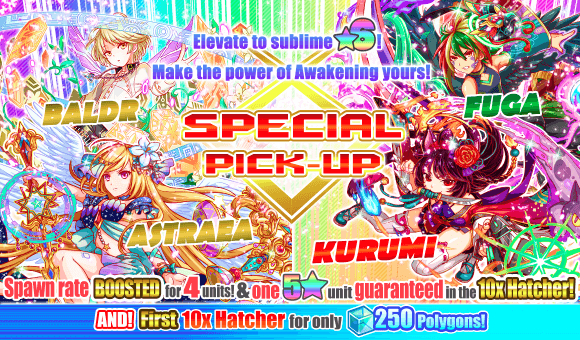 Elevate to sublime ★6!
Make the power of Awakening yours!
BALDR
FUGA
SPECIAL
PICK-UP
ASTRAEA
KURUMI
Spawn rate BOOSTED for 4 units! & one 5★ unit guaranteed in the 10x Hatcher!
AND! First 10x Hatcher for only 250 Polygons!